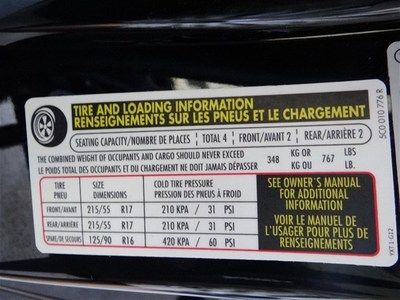 TIRE AND LOADING INFORMATION
RENSEIGNEMENTS SUR LES PNEUS ET LE CHARGEMENT
SEATING CAPACITY/NOMBRE DE PLACES TOTAL 4 FRONT/AVANT 2 REAR/ARRIÈRE 2
THE COMBINED WEIGHT OF OCCUPANTS AND CARGO SHOULD NEVER EXCEED 348 KG OR 767 LBS.
LE POIDS TOTAL DES OCCUPANTS ET DU CHARGEMENT NE DOIT JAMAIS DÉPASSER KG OU LB.
TIRE SIZE COLD TIRE PRESSURE
PNEU DIMENSIONS PRESSION DES PNEUS À FROID
FRONT/AVANT 215/55 R17 210 KPA / 31 PSI
REAR/ARRIÈRE 215/55 R17 210 KPA / 31 PSI
SPARE/DE SECOURS 125/90 R16 420 KPA / 60 PSI
SEE OWNER'S MANUAL
FOR ADDITIONAL
INFORMATION
VOIR LE MANUEL DE
L'USAGER POUR PLUS DE
RENSEIGNEMENTS
5C0 010 776 R